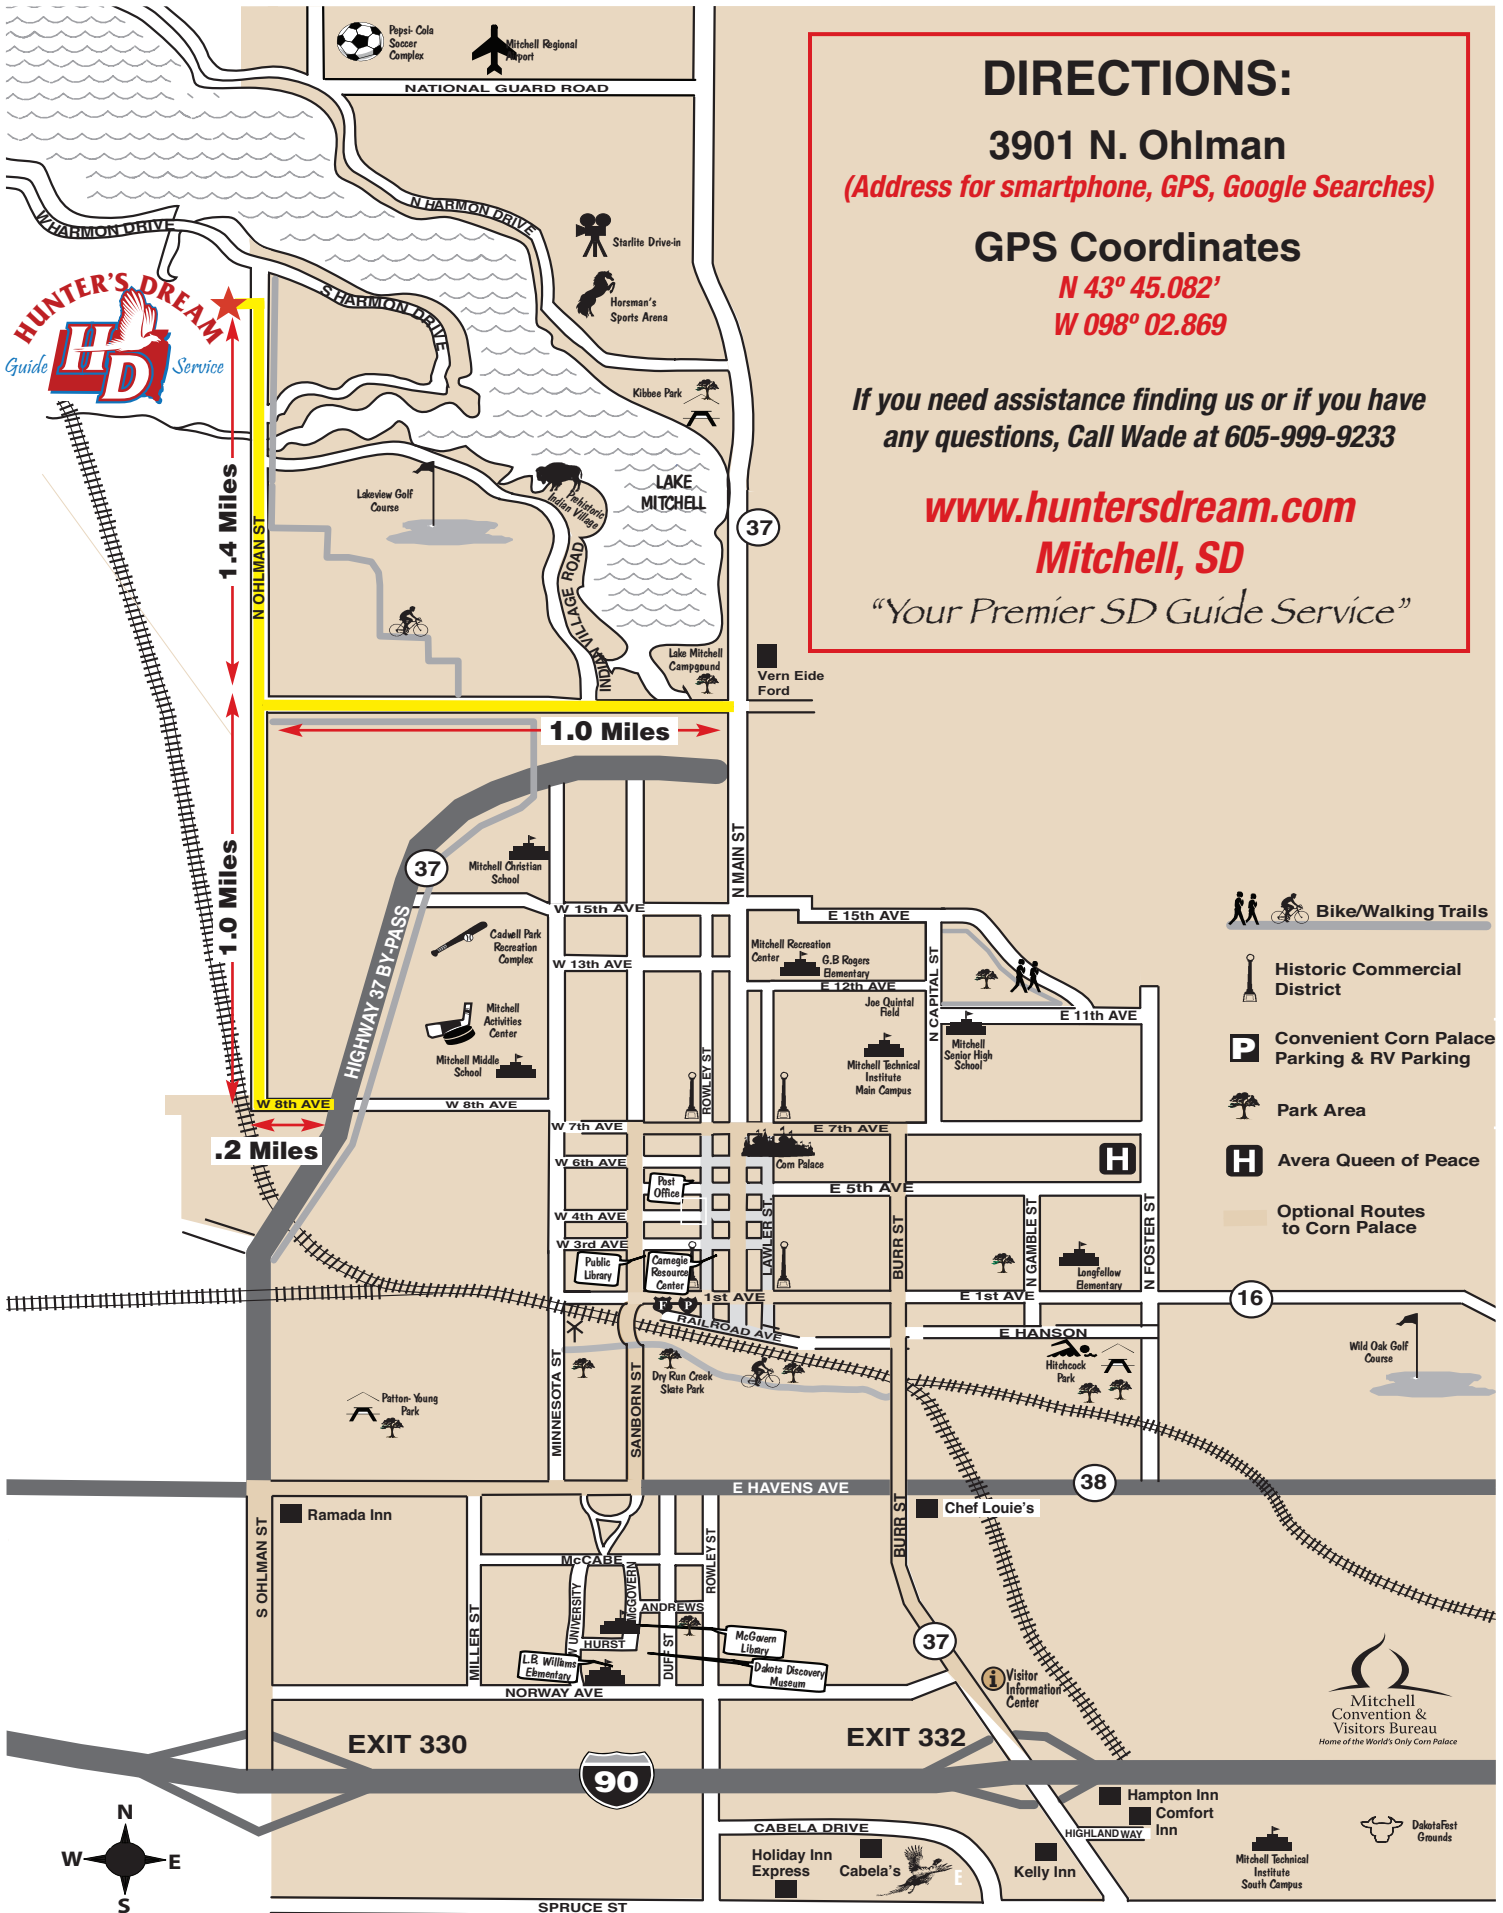 Pepsi- Cola
Soccer
Complex
Mitchell Regional
Airport
NATIONAL GUARD ROAD
DIRECTIONS:
3901 N. Ohlman
(Address for smartphone, GPS, Google Searches)
GPS Coordinates
N 43º 45.082’
W 098º 02.869
If you need assistance finding us or if you have
any questions, Call Wade at 605-999-9233
www.huntersdream.com
Mitchell, SD
“Your Premier SD Guide Service”
N HARMON DRIVE
W HARMON DRIVE
S HARMON DRIVE
Starlite Drive-in
Horsman's
Sports Arena
HUNTER'S DREAM
HD
Guide
Service
Kibbee Park
LAKE
MITCHELL
Prehistoric
Indian Village
Lakeview Golf
Course
37
1.4 Miles
N OHLMAN ST
INDIAN VILLAGE ROAD
Lake Mitchell
Campgound
Vern Eide
Ford
1.0 Miles
1.0 Miles
37
HIGHWAY 37 BY-PASS
Mitchell Christian
School
N MAIN ST
W 15th AVE
E 15th AVE
Cadwell Park
Recreation
Complex
W 13th AVE
Mitchell Recreation
Center
G.B Rogers
Elementary
E 12th AVE
N CAPITAL ST
Joe Quintal
Field
E 11th AVE
Mitchell
Activities
Center
Mitchell Middle
School
Mitchell Technical
Institute
Main Campus
Mitchell
Senior High
School
ROWLEY ST
W 8th AVE
W 8th AVE
.2 Miles
W 7th AVE
E 7th AVE
W 6th AVE
Corn Palace
Post
Office
E 5th AVE
W 4th AVE
W 3rd AVE
LAWLER ST.
BURR ST
N GAMBLE ST
N FOSTER ST
H
Public
Library
Carnegie
Resource
Center
Longfellow
Elementary
F
P
1st AVE
E 1st AVE
16
RAILROAD AVE
E HANSON
Bike/Walking Trails
Historic Commercial
District
P
Convenient Corn Palace
Parking & RV Parking
Park Area
H
Avera Queen of Peace
Optional Routes
to Corn Palace
Wild Oak Golf
Course
Hitchcock
Park
Dry Run Creek
Skate Park
MINNESOTA ST
SANBORN ST
Patton- Young
Park
E HAVENS AVE
38
Ramada Inn
Chef Louie's
S OHLMAN ST
BURR ST
McCABE
ROWLEY ST
N UNIVERSITY
McGOVERN
ANDREWS
HURST
MILLER ST
DUFF ST
McGovern
Library
L.B. Williams
Elementary
Dakota Discovery
Museum
NORWAY AVE
37
i
Visitor
Information
Center
EXIT 330
EXIT 332
90
Mitchell
Convention &
Visitors Bureau
Home of the World's Only Corn Palace
Hampton Inn
Comfort
Inn
HIGHLAND WAY
CABELA DRIVE
Holiday Inn
Express
Cabela's
E
Kelly Inn
Mitchell Technical
Institute
South Campus
DakotaFest
Grounds
SPRUCE ST
N
W
E
S